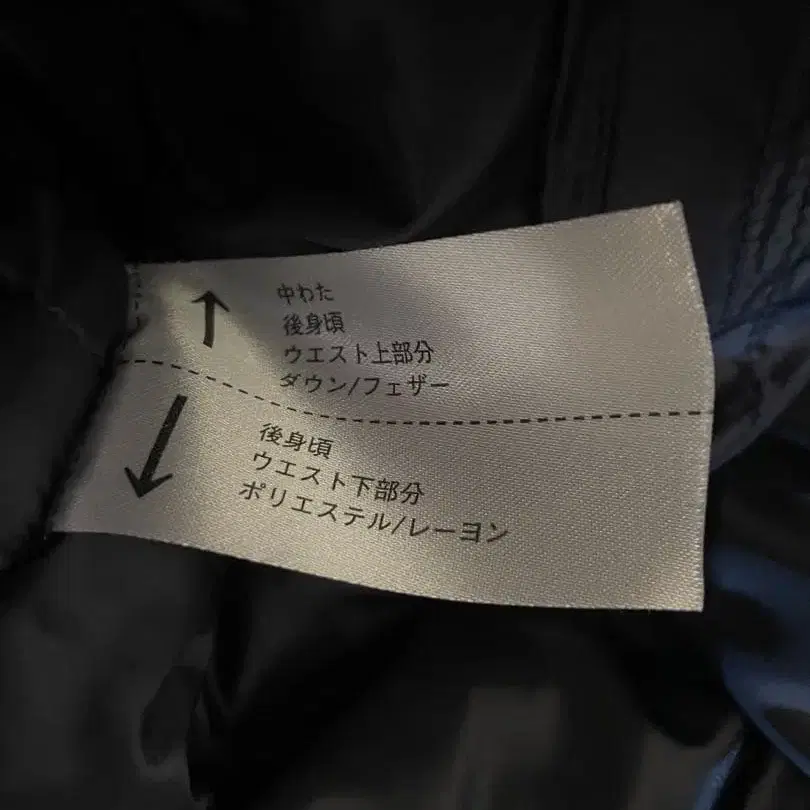 中わた
後身頃
ウエスト上部分
ダウン/フェザー
後身頃
ウエスト下部分
ポリエステル/レーヨン